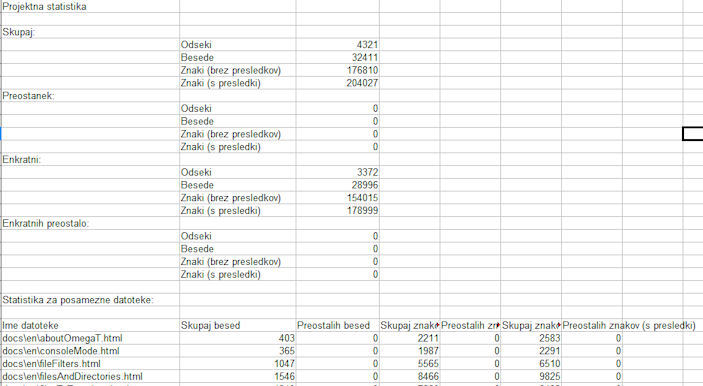 Projektna statistika
Skupaj:
Odseki 4321
Besede 32411
Znaki (brez presledkov) 176810
Znaki (s presledki) 204027
Preostanek:
Odseki 0
Besede 0
Znaki (brez presledkov) 0
Znaki (s presledki) 0
Enkratni:
Odseki 3372
Besede 28996
Znaki (brez presledkov) 154015
Znaki (s presledki) 178999
Enkratnih preostalo:
Odseki 0
Besede 0
Znaki (brez presledkov) 0
Znaki (s presledki) 0
Statistika za posamezne datoteke:
Ime datoteke Skupaj besed Preostalih besed Skupaj znako Preostalih zn Skupaj znako Preostalih znakov (s presledki)
docs\en\aboutOmegaT.html 403 0 2211 0 2583 0
docs\en\consoleMode.html 365 0 1987 0 2291 0
docs\en\fileFilters.html 1047 0 5565 0 6510 0
docs\en\filesAndDirectories.html 1546 0 8466 0 9825 0